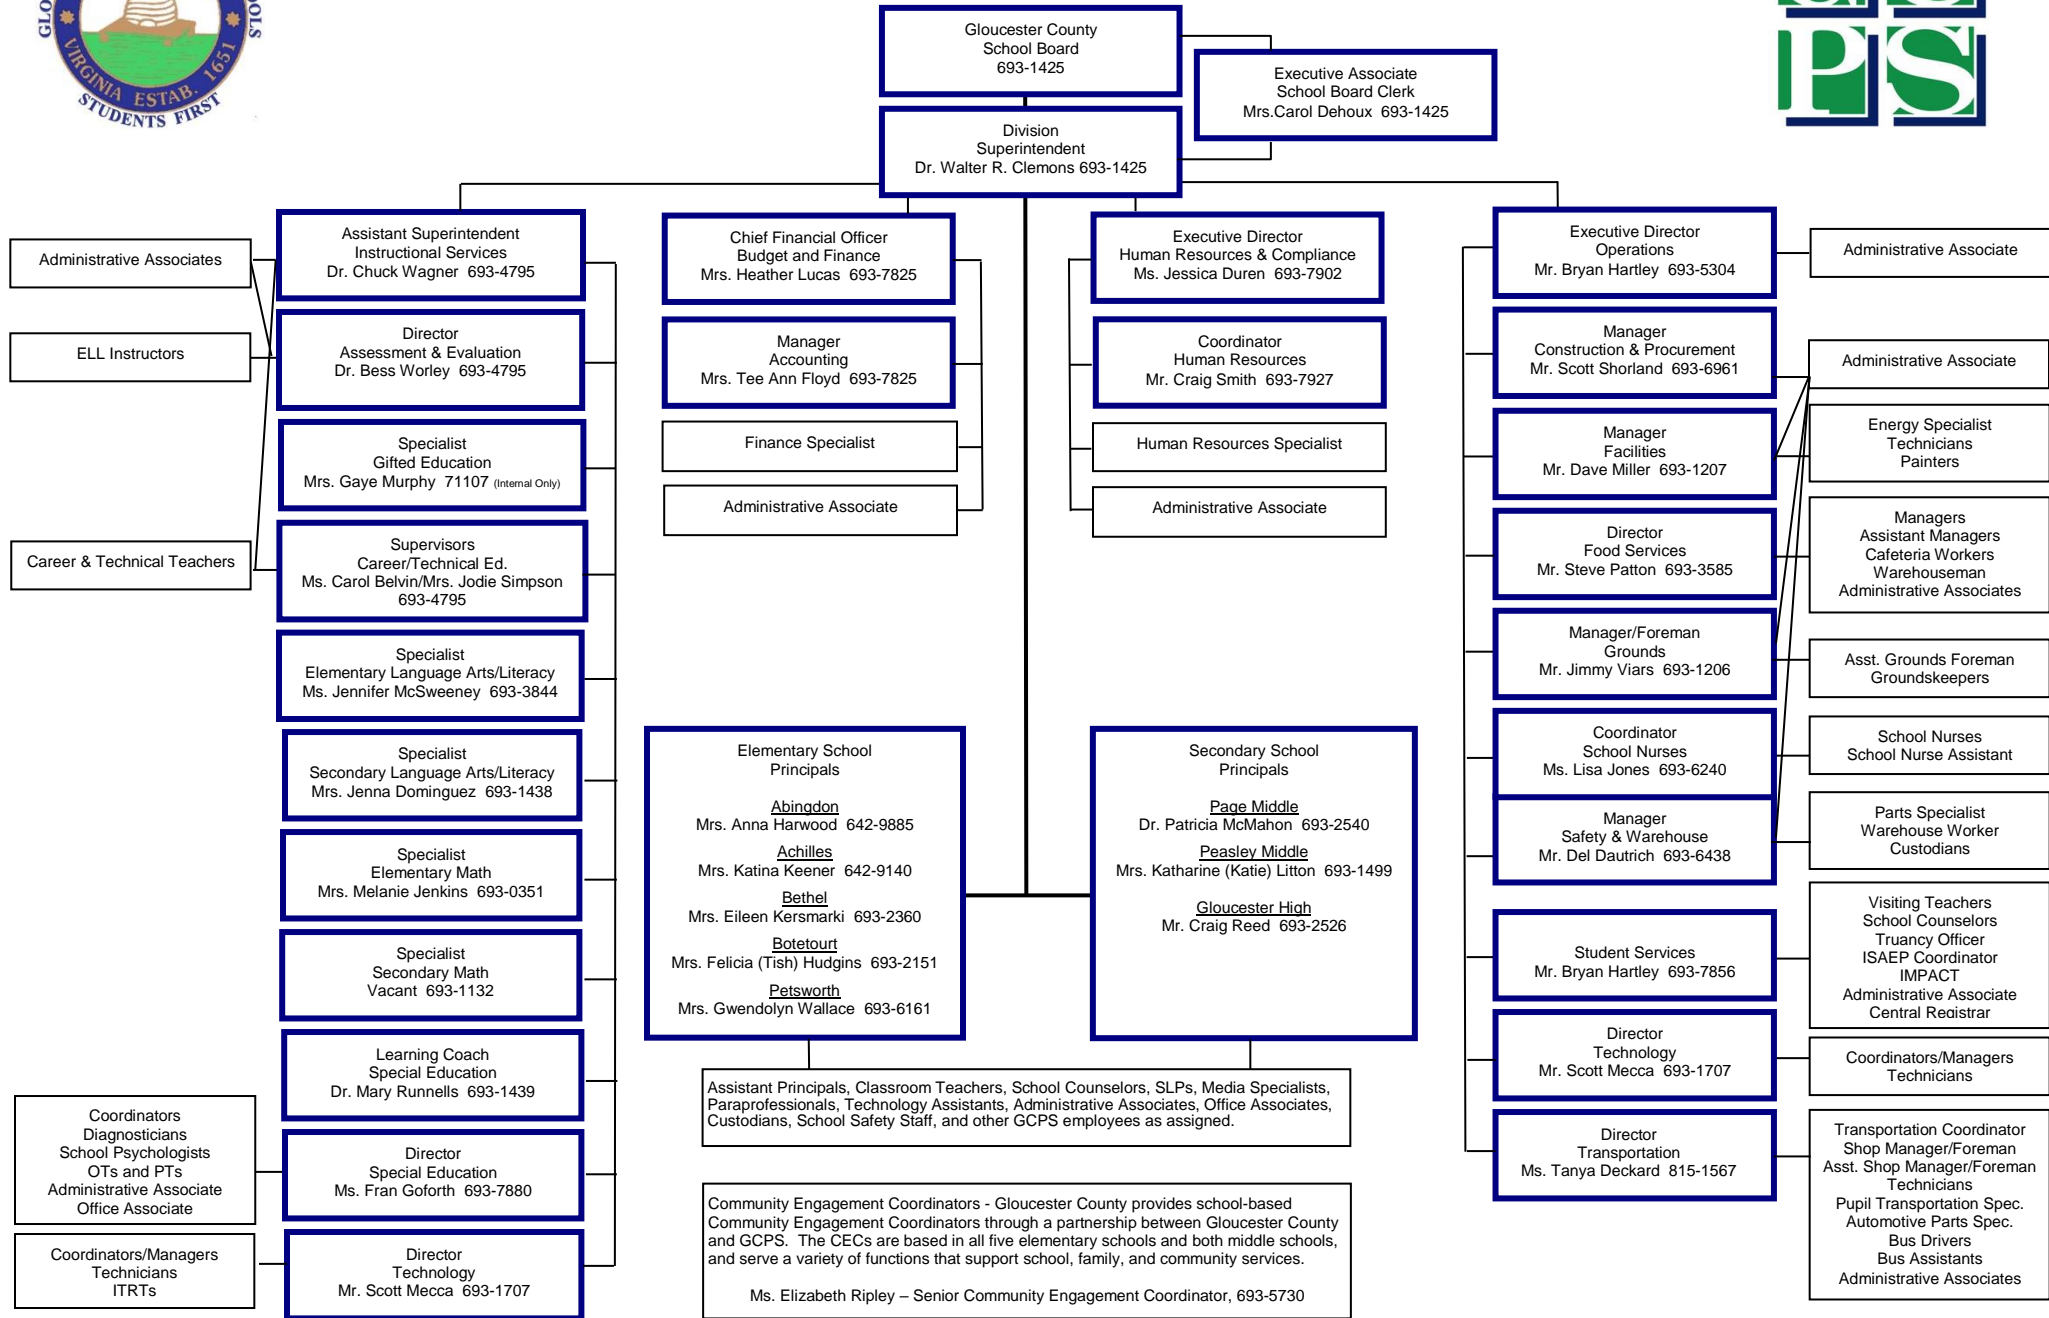 GLO
OOLS
VIRGINIA ESTAB. 1651
STUDENTS FIRST
PS
Gloucester County
School Board
693-1425
Executive Associate
School Board Clerk
Mrs.Carol Dehoux 693-1425
Division
Superintendent
Dr. Walter R. Clemons 693-1425
Administrative Associates
ELL Instructors
Career & Technical Teachers
Assistant Superintendent
Instructional Services
Dr. Chuck Wagner 693-4795
Director
Assessment & Evaluation
Dr. Bess Worley 693-4795
Specialist
Gifted Education
Mrs. Gaye Murphy 71107 (Internal Only)
Supervisors
Career/Technical Ed.
Ms. Carol Belvin/Mrs. Jodie Simpson
693-4795
Specialist
Elementary Language Arts/Literacy
Ms. Jennifer McSweeney 693-3844
Specialist
Secondary Language Arts/Literacy
Mrs. Jenna Dominguez 693-1438
Specialist
Elementary Math
Mrs. Melanie Jenkins 693-0351
Specialist
Secondary Math
Vacant 693-1132
Learning Coach
Special Education
Dr. Mary Runnells 693-1439
Coordinators
Diagnosticians
School Psychologists
OTs and PTs
Administrative Associate
Office Associate
Director
Special Education
Ms. Fran Goforth 693-7880
Coordinators/Managers
Technicians
ITRTs
Director
Technology
Mr. Scott Mecca 693-1707
Chief Financial Officer
Budget and Finance
Mrs. Heather Lucas 693-7825
Manager
Accounting
Mrs. Tee Ann Floyd 693-7825
Finance Specialist
Administrative Associate
Executive Director
Human Resources & Compliance
Ms. Jessica Duren 693-7902
Coordinator
Human Resources
Mr. Craig Smith 693-7927
Human Resources Specialist
Administrative Associate
Elementary School
Principals
Abingdon
Mrs. Anna Harwood 642-9885
Achilles
Mrs. Katina Keener 642-9140
Bethel
Mrs. Eileen Kersmarki 693-2360
Botetourt
Mrs. Felicia (Tish) Hudgins 693-2151
Petsworth
Mrs. Gwendolyn Wallace 693-6161
Secondary School
Principals
Page Middle
Dr. Patricia McMahon 693-2540
Peasley Middle
Mrs. Katharine (Katie) Litton 693-1499
Gloucester High
Mr. Craig Reed 693-2526
Assistant Principals, Classroom Teachers, School Counselors, SLPs, Media Specialists,
Paraprofessionals, Technology Assistants, Administrative Associates, Office Associates,
Custodians, School Safety Staff, and other GCPS employees as assigned.
Community Engagement Coordinators - Gloucester County provides school-based
Community Engagement Coordinators through a partnership between Gloucester County
and GCPS. The CECs are based in all five elementary schools and both middle schools,
and serve a variety of functions that support school, family, and community services.
Ms. Elizabeth Ripley – Senior Community Engagement Coordinator, 693-5730
Executive Director
Operations
Mr. Bryan Hartley 693-5304
Administrative Associate
Manager
Construction & Procurement
Mr. Scott Shorland 693-6961
Administrative Associate
Manager
Facilities
Mr. Dave Miller 693-1207
Energy Specialist
Technicians
Painters
Director
Food Services
Mr. Steve Patton 693-3585
Managers
Assistant Managers
Cafeteria Workers
Warehouseman
Administrative Associates
Manager/Foreman
Grounds
Mr. Jimmy Viars 693-1206
Asst. Grounds Foreman
Groundskeepers
Coordinator
School Nurses
Ms. Lisa Jones 693-6240
School Nurses
School Nurse Assistant
Manager
Safety & Warehouse
Mr. Del Dautrich 693-6438
Parts Specialist
Warehouse Worker
Custodians
Student Services
Mr. Bryan Hartley 693-7856
Visiting Teachers
School Counselors
Truancy Officer
ISAEP Coordinator
IMPACT
Administrative Associate
Central Registrar
Director
Technology
Mr. Scott Mecca 693-1707
Coordinators/Managers
Technicians
Director
Transportation
Ms. Tanya Deckard 815-1567
Transportation Coordinator
Shop Manager/Foreman
Asst. Shop Manager/Foreman
Technicians
Pupil Transportation Spec.
Automotive Parts Spec.
Bus Drivers
Bus Assistants
Administrative Associates